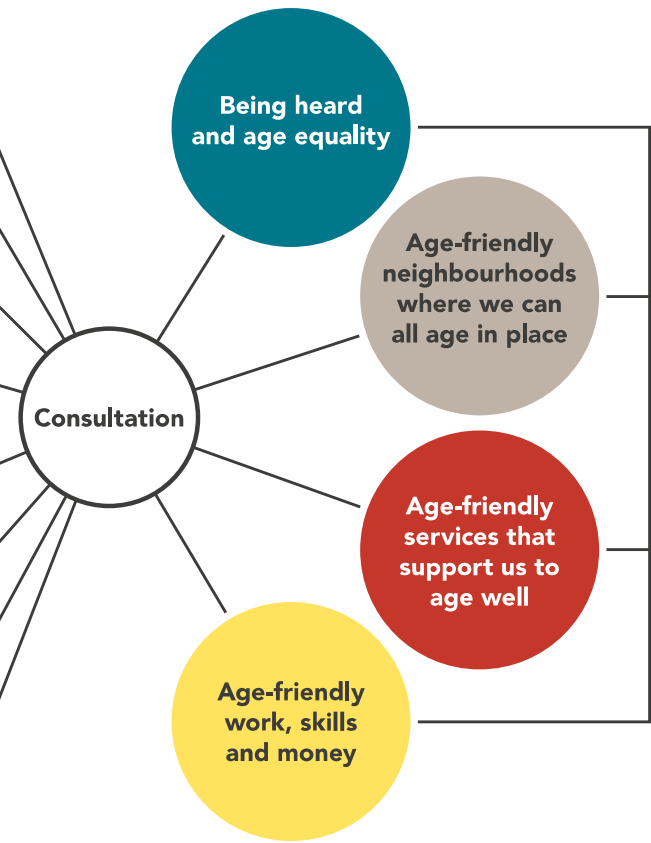 Being heard
and age equality
Age-friendly
neighbourhoods
where we can
all age in place
Consultation
Age-friendly
services that
support us to
age well
Age-friendly
work, skills
and money